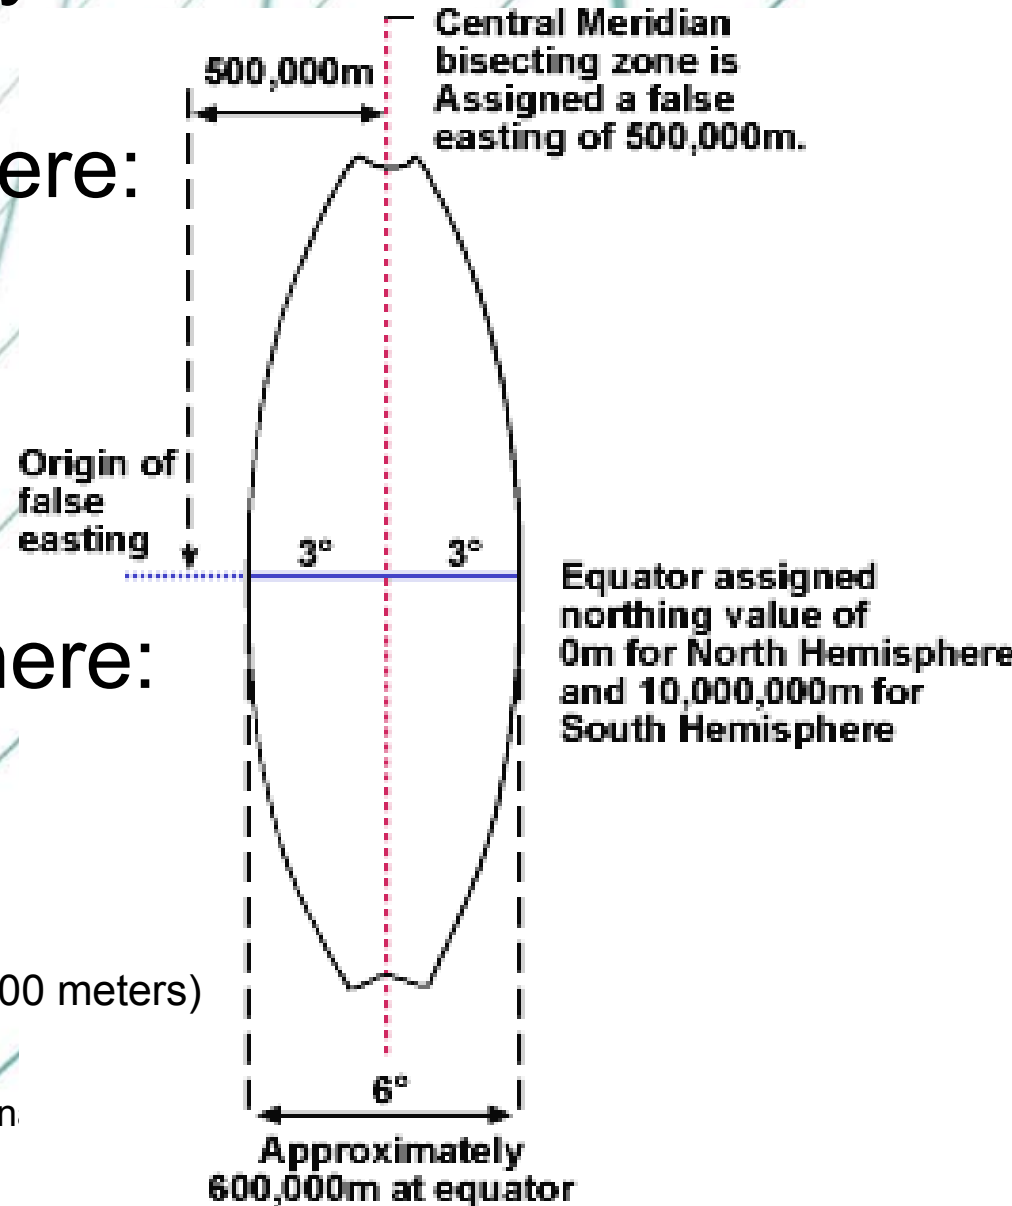 Central Meridian
bisecting zone is
Assigned a false
easting of 500,000m.
500,000m
ere:
Origin of
false
easting
3°
3°
Equator assigned
northing value of
0m for North Hemisphere
and 10,000,000m for
South Hemisphere
here:
00 meters)
6°
Approximately
600,000m at equator